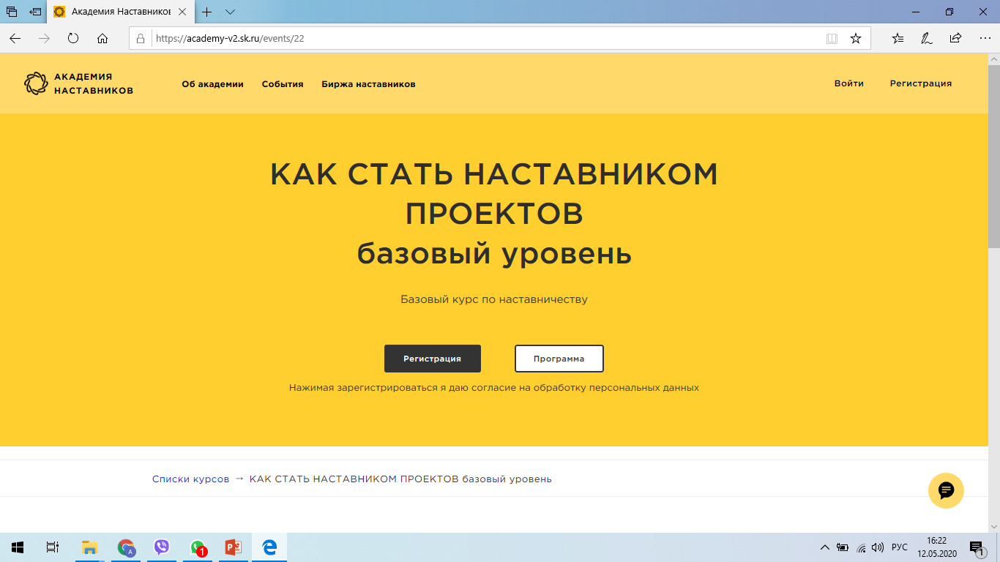 Академия Наставников
https://academy-v2.sk.ru/events/22
АКАДЕМИЯ
НАСТАВНИКОВ
Об академии
События
Биржа наставников
Войти
Регистрация
КАК СТАТЬ НАСТАВНИКОМ
ПРОЕКТОВ
базовый уровень
Базовый курс по наставничеству
Регистрация
Программа
Нажимая зарегистрироваться я даю согласие на обработку персональных данных
Списки курсов → КАК СТАТЬ НАСТАВНИКОМ ПРОЕКТОВ базовый уровень
A
1
РУС
16:22
12.05.2020
1